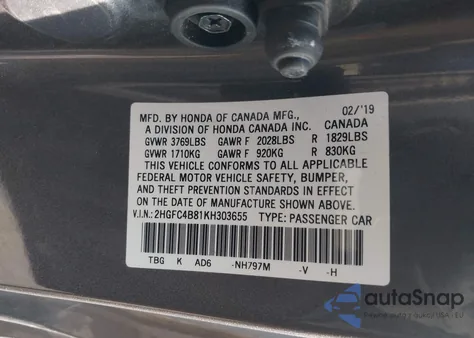 MFD. BY HONDA OF CANADA MFG., 02/'19
A DIVISION OF HONDA CANADA INC. CANADA
GVWR 3769LBS GAWR F 2028LBS R 1829LBS
GVWR 1710KG GAWR F 920KG R 830KG
THIS VEHICLE CONFORMS TO ALL APPLICABLE
FEDERAL MOTOR VEHICLE SAFETY, BUMPER,
AND THEFT PREVENTION STANDARDS IN EFFECT
ON THE DATE OF MANUFACTURE SHOWN ABOVE.
V.I.N.: 2HGFC4B81KH303655 TYPE: PASSENGER CAR
TBG K AD6 -NH797M -V -H
autoSnap